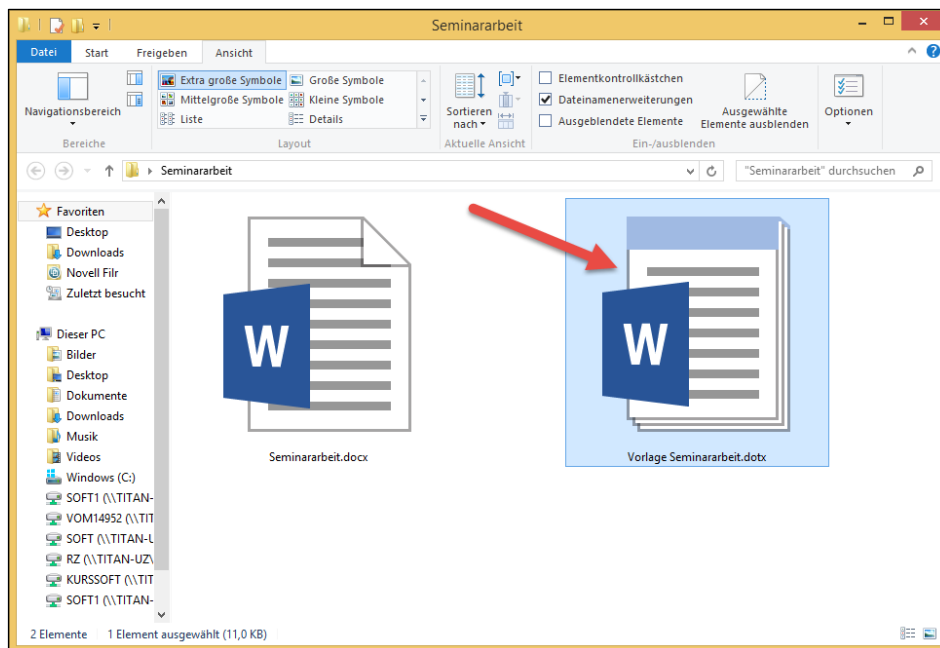 Seminararbeit
Datei Start Freigeben Ansicht
Navigationsbereich
Bereiche
Extra große Symbole Große Symbole
Mittelgroße Symbole Kleine Symbole
Liste Details
Layout
Sortieren
nach
Aktuelle Ansicht
Elementkontrollkästchen
Dateinamenerweiterungen
Ausgeblendete Elemente
Ausgewählte
Elemente ausblenden
Ein-/ausblenden
Optionen
Seminararbeit
"Seminararbeit" durchsuchen
Favoriten
Desktop
Downloads
Novell Filr
Zuletzt besucht
Dieser PC
Bilder
Desktop
Dokumente
Downloads
Musik
Videos
Windows (C:)
SOFT1 (\\TITAN-
VOM14952 (\\TIT
SOFT (\\TITAN-U
RZ (\\TITAN-UZ\
KURSSOFT (\\TIT
SOFT1 (\\TITAN-
W
Seminararbeit.docx
W
Vorlage Seminararbeit.dotx
2 Elemente 1 Element ausgewählt (11,0 KB)